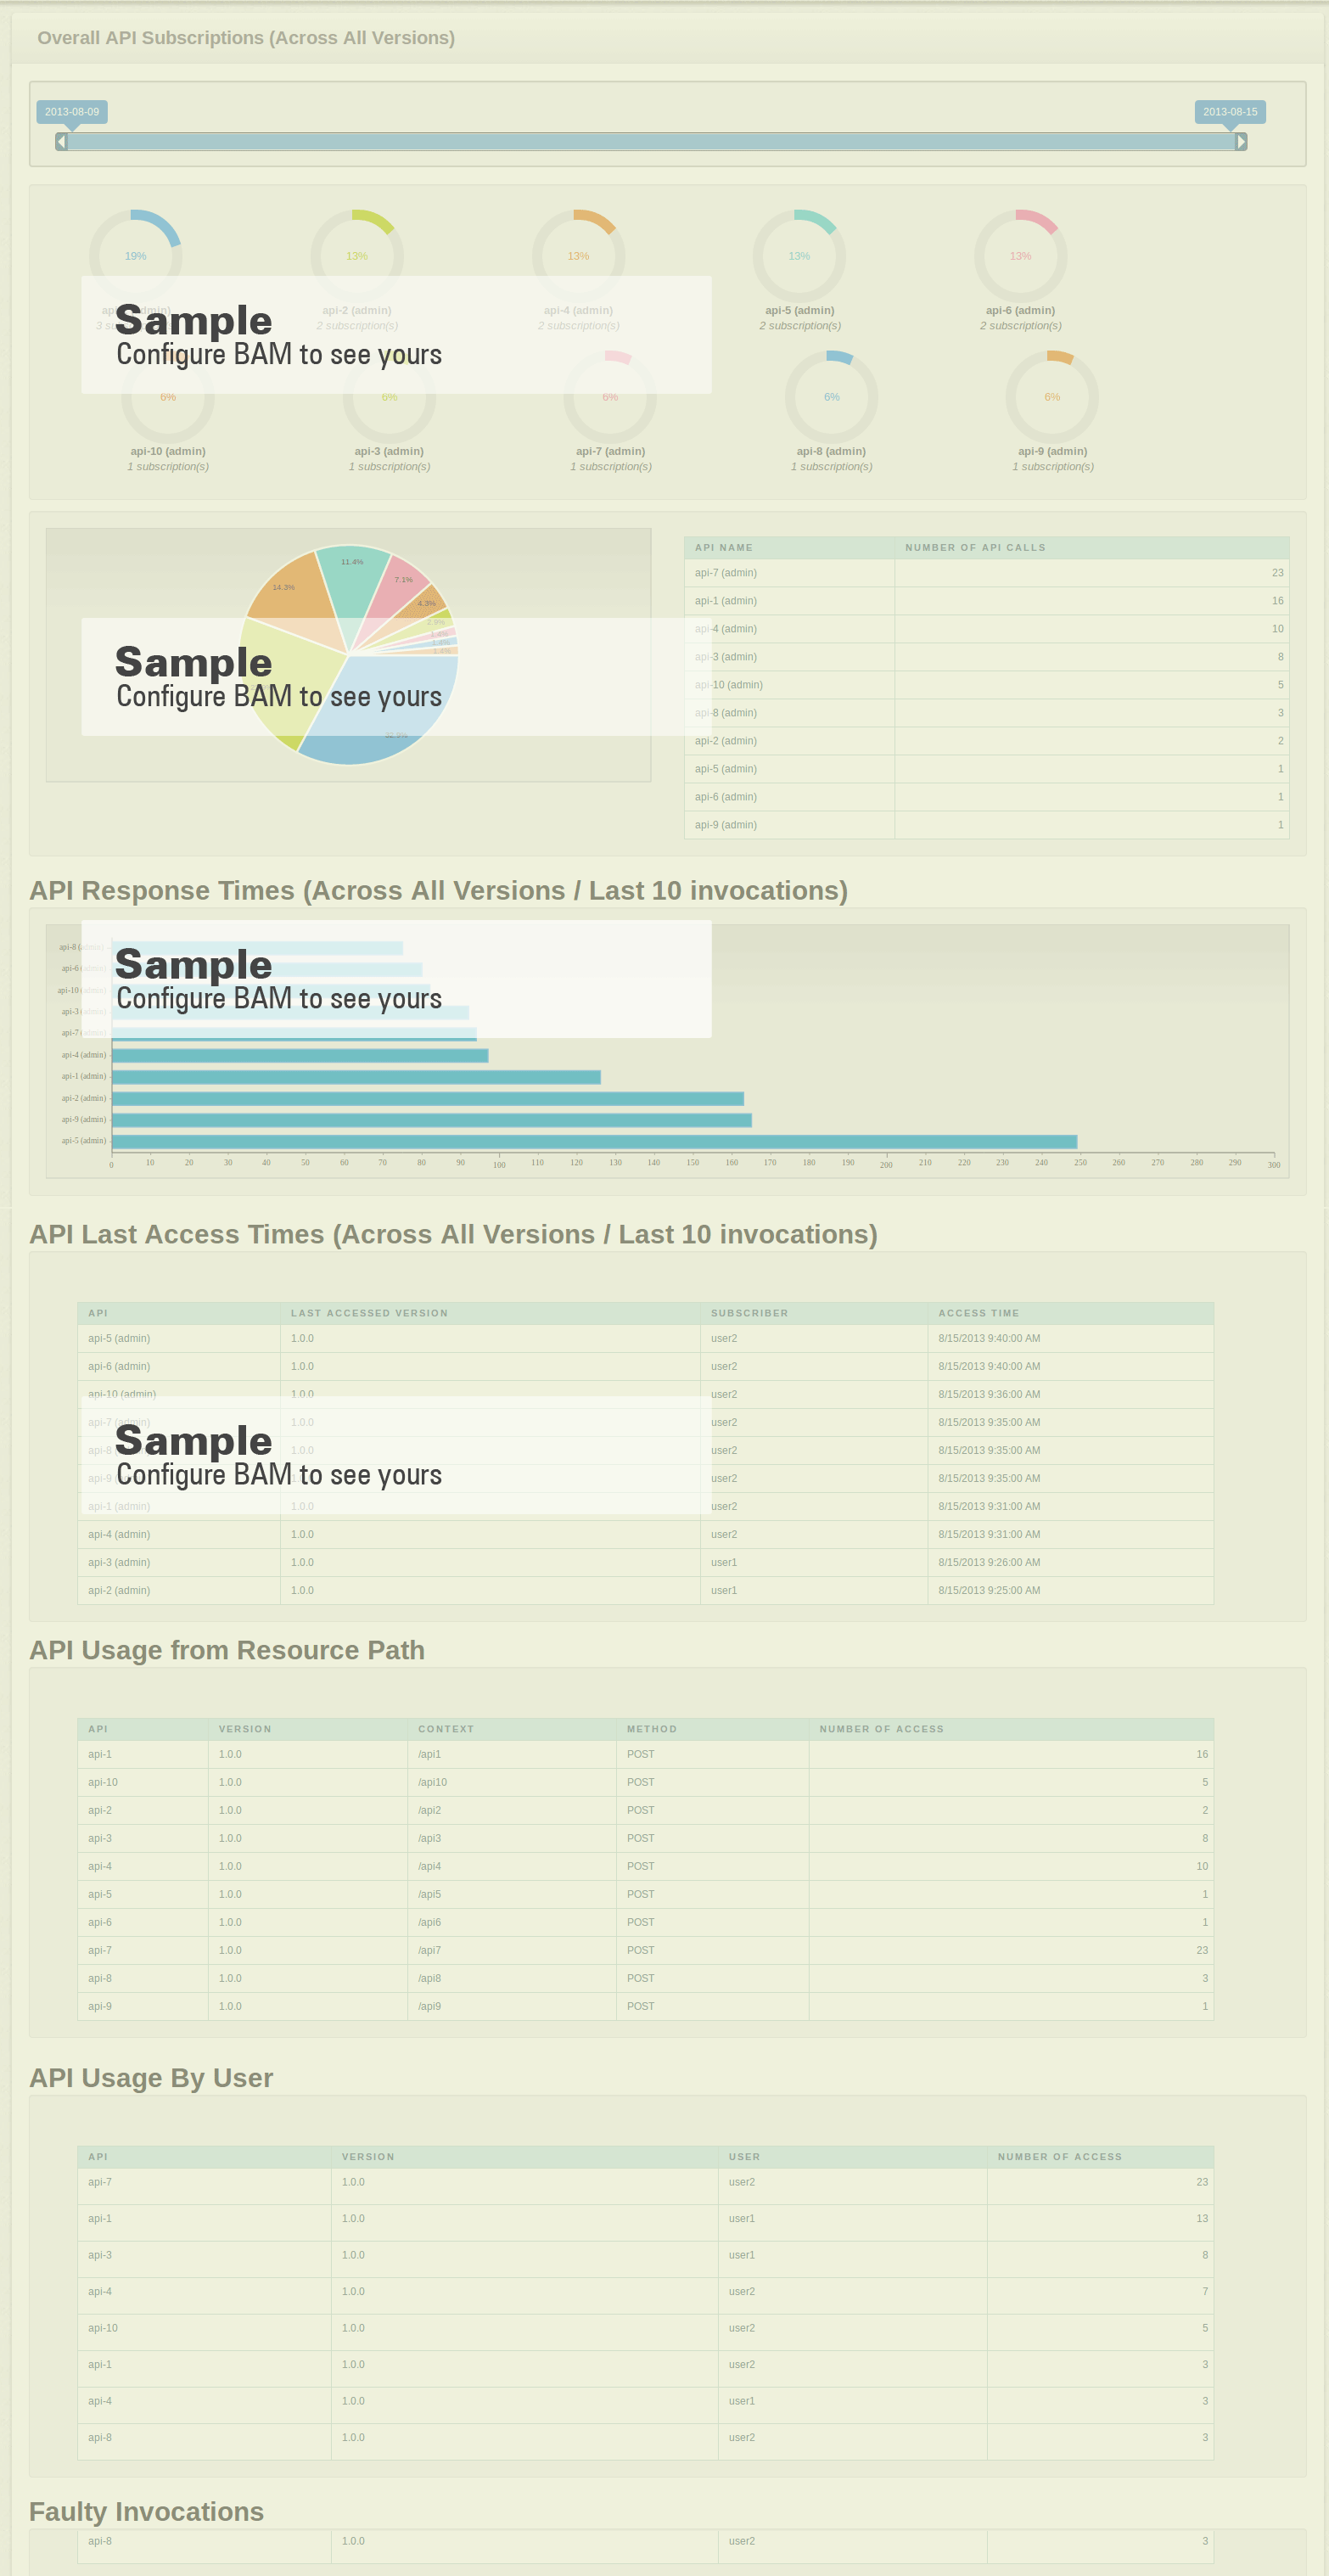 Overall API Subscriptions (Across All Versions)
2013-08-09 2013-08-15
19% 13% 13% 13% 13%
api-2 (admin) api-4 (admin) api-5 (admin) api-6 (admin)
2 subscription(s) 2 subscription(s) 2 subscription(s) 2 subscription(s)
Sample
Configure BAM to see yours
6% 6% 6% 6% 6%
api-10 (admin) api-3 (admin) api-7 (admin) api-8 (admin) api-9 (admin)
1 subscription(s) 1 subscription(s) 1 subscription(s) 1 subscription(s) 1 subscription(s)
11.4%
7.1%
14.3%
4.3%
2.9%
Sample
Configure BAM to see yours
API NAME NUMBER OF API CALLS
api-7 (admin) 23
api-1 (admin) 16
api-4 (admin) 10
api-3 (admin) 8
api-10 (admin) 5
api-8 (admin) 3
api-2 (admin) 2
api-5 (admin) 1
api-6 (admin) 1
api-9 (admin) 1
API Response Times (Across All Versions / Last 10 invocations)
Sample
Configure BAM to see yours
api-8 (admin)
api-6 (admin)
api-10 (admin)
api-3 (admin)
api-7 (admin)
api-4 (admin)
api-1 (admin)
api-2 (admin)
api-9 (admin)
api-5 (admin)
0 10 20 30 40 50 60 70 80 90 100 110 120 130 140 150 160 170 180 190 200 210 220 230 240 250 260 270 280 290 300
API Last Access Times (Across All Versions / Last 10 invocations)
API LAST ACCESSED VERSION SUBSCRIBER ACCESS TIME
api-5 (admin) 1.0.0 user2 8/15/2013 9:40:00 AM
api-6 (admin) 1.0.0 user2 8/15/2013 9:40:00 AM
api-10 (admin) 1.0.0 user2 8/15/2013 9:36:00 AM
api-7 (admin) 1.0.0 user2 8/15/2013 9:35:00 AM
api-8 1.0.0 user2 8/15/2013 9:35:00 AM
api-9 user2 8/15/2013 9:35:00 AM
api-1 (admin) 1.0.0 user2 8/15/2013 9:31:00 AM
Sample
Configure BAM to see yours
api-4 (admin) 1.0.0 user2 8/15/2013 9:31:00 AM
api-3 (admin) 1.0.0 user1 8/15/2013 9:26:00 AM
api-2 (admin) 1.0.0 user1 8/15/2013 9:25:00 AM
API Usage from Resource Path
API VERSION CONTEXT METHOD NUMBER OF ACCESS
api-1 1.0.0 /api1 POST 16
api-10 1.0.0 /api10 POST 5
api-2 1.0.0 /api2 POST 2
api-3 1.0.0 /api3 POST 8
api-4 1.0.0 /api4 POST 10
api-5 1.0.0 /api5 POST 1
api-6 1.0.0 /api6 POST 1
api-7 1.0.0 /api7 POST 23
api-8 1.0.0 /api8 POST 3
api-9 1.0.0 /api9 POST 1
API Usage By User
API VERSION USER NUMBER OF ACCESS
api-7 1.0.0 user2 23
api-1 1.0.0 user1 13
api-3 1.0.0 user1 8
api-4 1.0.0 user2 7
api-10 1.0.0 user2 5
api-1 1.0.0 user2 3
api-4 1.0.0 user1 3
api-8 1.0.0 user2 3
Faulty Invocations
api-8 1.0.0 user2 3